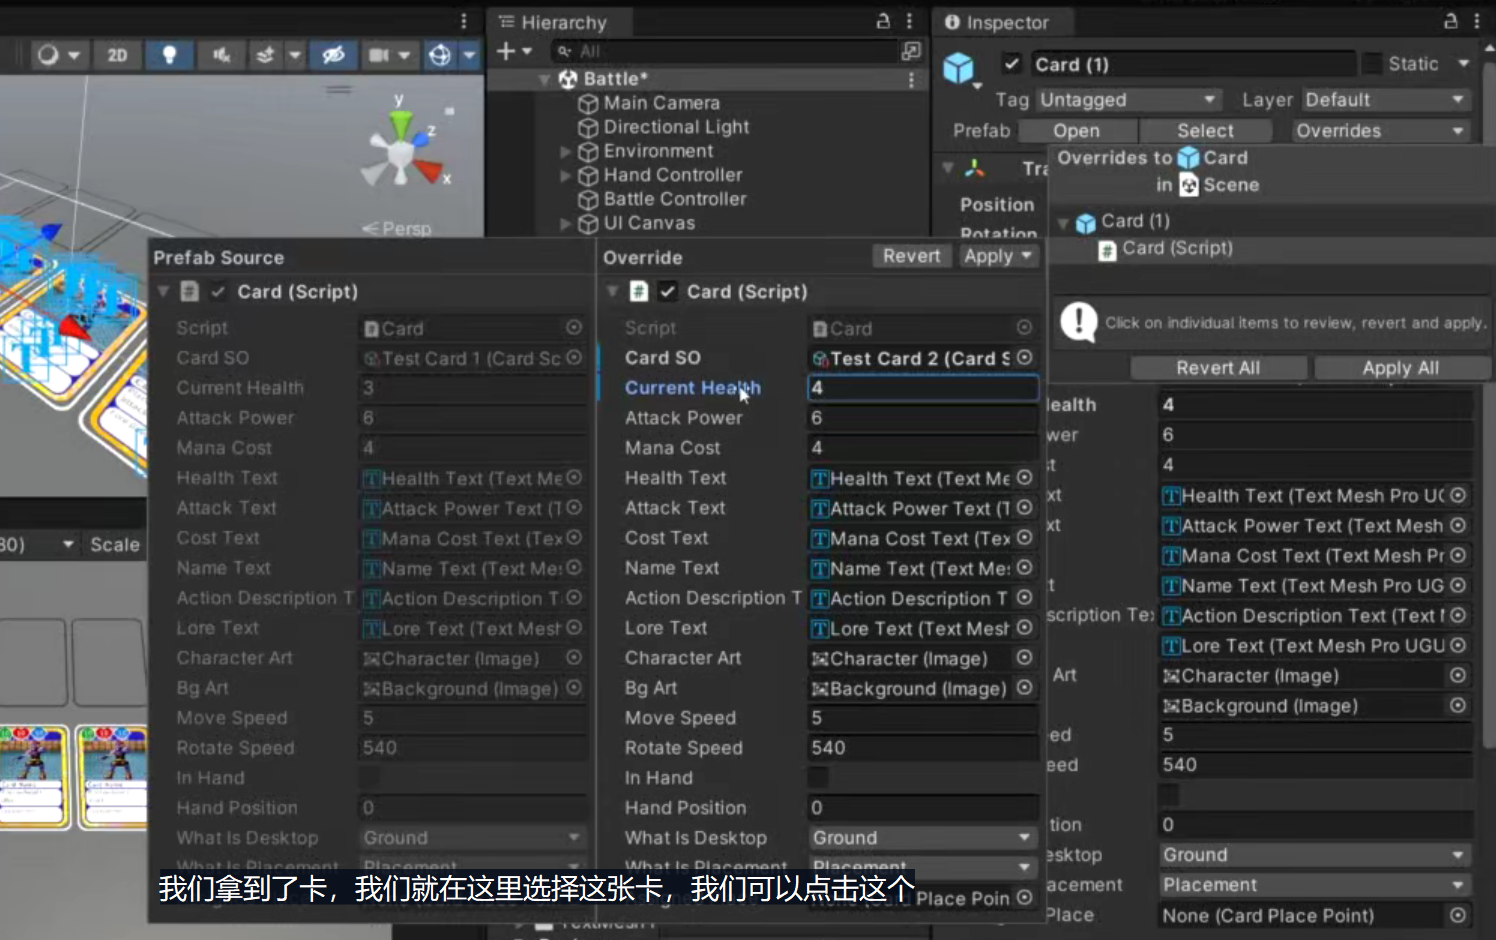 Hierarchy
Inspector
2D
All
Card (1)
Static
Battle*
Tag Untagged Layer Default
Main Camera
Directional Light
Prefab Open Select Overrides
Environment
Overrides to Card
in Scene
Hand Controller
Battle Controller
UI Canvas
y
z
x
Persp
Position
Card (1)
Card (Script)
Click on individual items to review, revert and apply.
Revert All Apply All
Prefab Source
Card (Script)
Script Card
Card SO Test Card 1 (Card Sc
Current Health 3
Attack Power 6
Mana Cost 4
Health Text Health Text (Text Me
Attack Text Attack Power Text (T
Cost Text Mana Cost Text (Tex
Name Text Name Text (Text Me
Action Description T Action Description T
Lore Text Lore Text (Text Mesh
Character Art Character (Image)
Bg Art Background (Image)
Move Speed 5
Rotate Speed 540
In Hand
Hand Position 0
What Is Desktop Ground
What Is Placement Placement
Override Revert Apply
Card (Script)
Script Card
Card SO Test Card 2 (Card S
Current Health 4
Attack Power 6
Mana Cost 4
Health Text Health Text (Text Me
Attack Text Attack Power Text (T
Cost Text Mana Cost Text (Tex
Name Text Name Text (Text Me
Action Description T Action Description T
Lore Text Lore Text (Text Mesh
Character Art Character (Image)
Bg Art Background (Image)
Move Speed 5
Rotate Speed 540
In Hand
Hand Position 0
What Is Desktop Ground
What Is Placement Placement
Place Poin
ealth 4
wer 6
t 4
xt Health Text (Text Mesh Pro UG
xt Attack Power Text (Text Mesh
Mana Cost Text (Text Mesh Pr
t Name Text (Text Mesh Pro UG
scription Te Action Description Text (Text
Lore Text (Text Mesh Pro UGU
Art Character (Image)
Background (Image)
ed 5
eed 540
tion 0
esktop Ground
acement Placement
Place None (Card Place Point)
Scale
我们拿到了卡，我们就在这里选择这张卡，我们可以点击这个